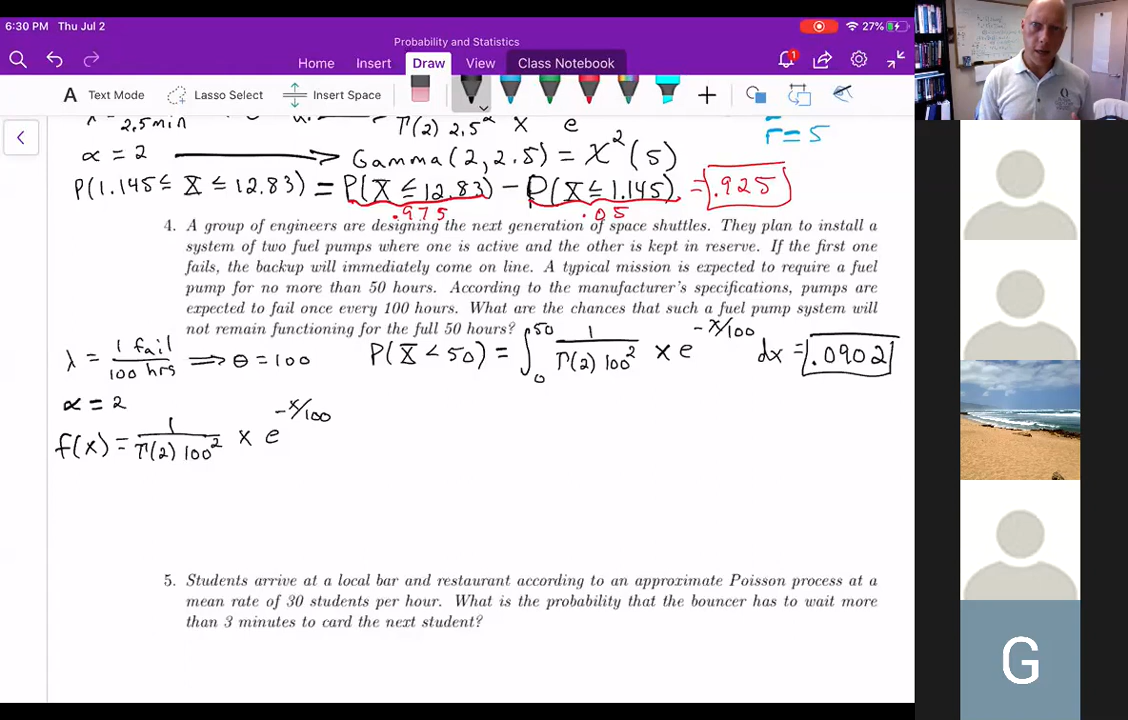 6:30 PM Thu Jul 2
27%
Probability and Statistics
Home Insert Draw View Class Notebook
1
A Text Mode Lasso Select Insert Space
2.5min Γ(2) 2.5² x e
r = 5
α = 2 Gamma(2, 2.5) = χ²(5)
P(1.145 ≤ X ≤ 12.83) = P(X ≤ 12.83) - P(X ≤ 1.145) = .925
.975 .05
4. A group of engineers are designing the next generation of space shuttles. They plan to install a
system of two fuel pumps where one is active and the other is kept in reserve. If the first one
fails, the backup will immediately come on line. A typical mission is expected to require a fuel
pump for no more than 50 hours. According to the manufacturer's specifications, pumps are
expected to fail once every 100 hours. What are the chances that such a fuel pump system will
not remain functioning for the full 50 hours?
λ = 1 fail / 100 hrs ⟹ θ = 100 P(X < 50) = ∫₀⁵⁰ 1/(Γ(2) 100²) x e^(-x/100) dx = .0902
α = 2
f(x) = 1/(Γ(2) 100²) x e^(-x/100)
5. Students arrive at a local bar and restaurant according to an approximate Poisson process at a
mean rate of 30 students per hour. What is the probability that the bouncer has to wait more
than 3 minutes to card the next student?
G